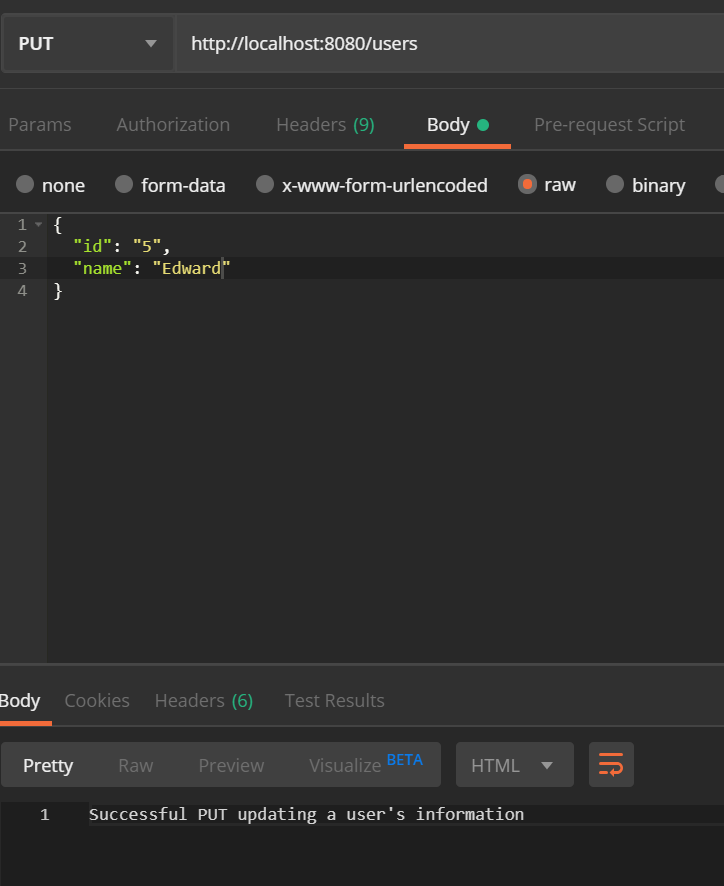 PUT http://localhost:8080/users
Params Authorization Headers (9) Body Pre-request Script
none form-data x-www-form-urlencoded raw binary
1 {
2 "id": "5",
3 "name": "Edward"
4 }
Body Cookies Headers (6) Test Results
Pretty Raw Preview Visualize BETA HTML
1 Successful PUT updating a user's information